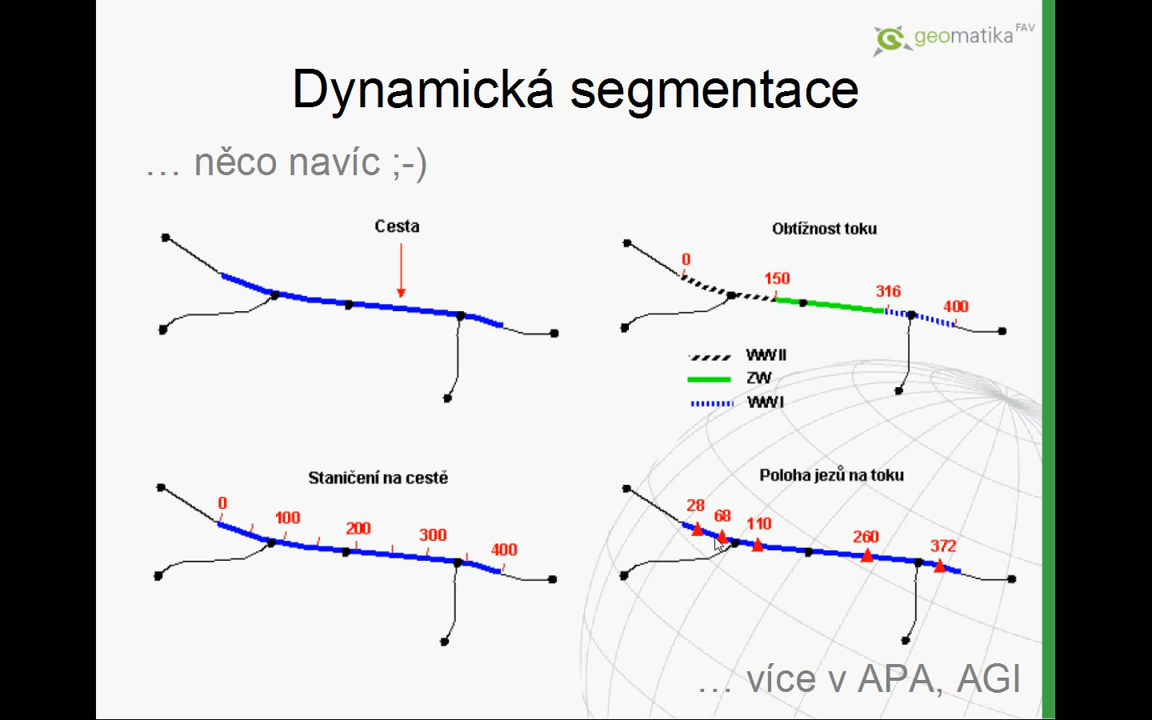 geomatika FAV
Dynamická segmentace
… něco navíc ;-)
Cesta
Obtížnost toku
0
150
316
400
WW II
ZW
WW I
Staničení na cestě
0
100
200
300
400
Poloha jezů na toku
28
68
110
260
372
… více v APA, AGI